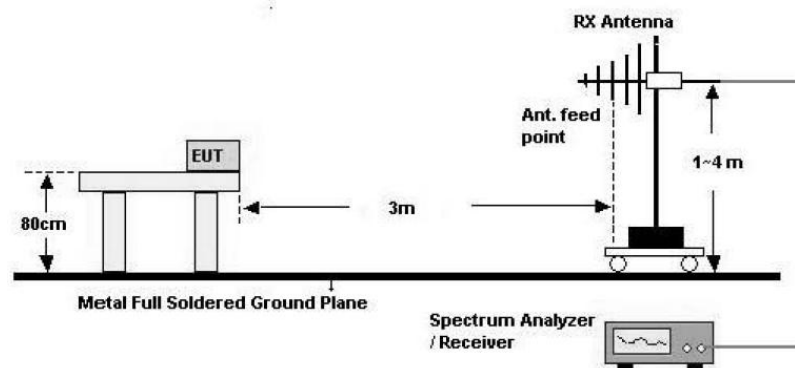 RX Antenna
Ant. feed
point
EUT
1~4 m
80cm
3m
Metal Full Soldered Ground Plane
Spectrum Analyzer
/ Receiver